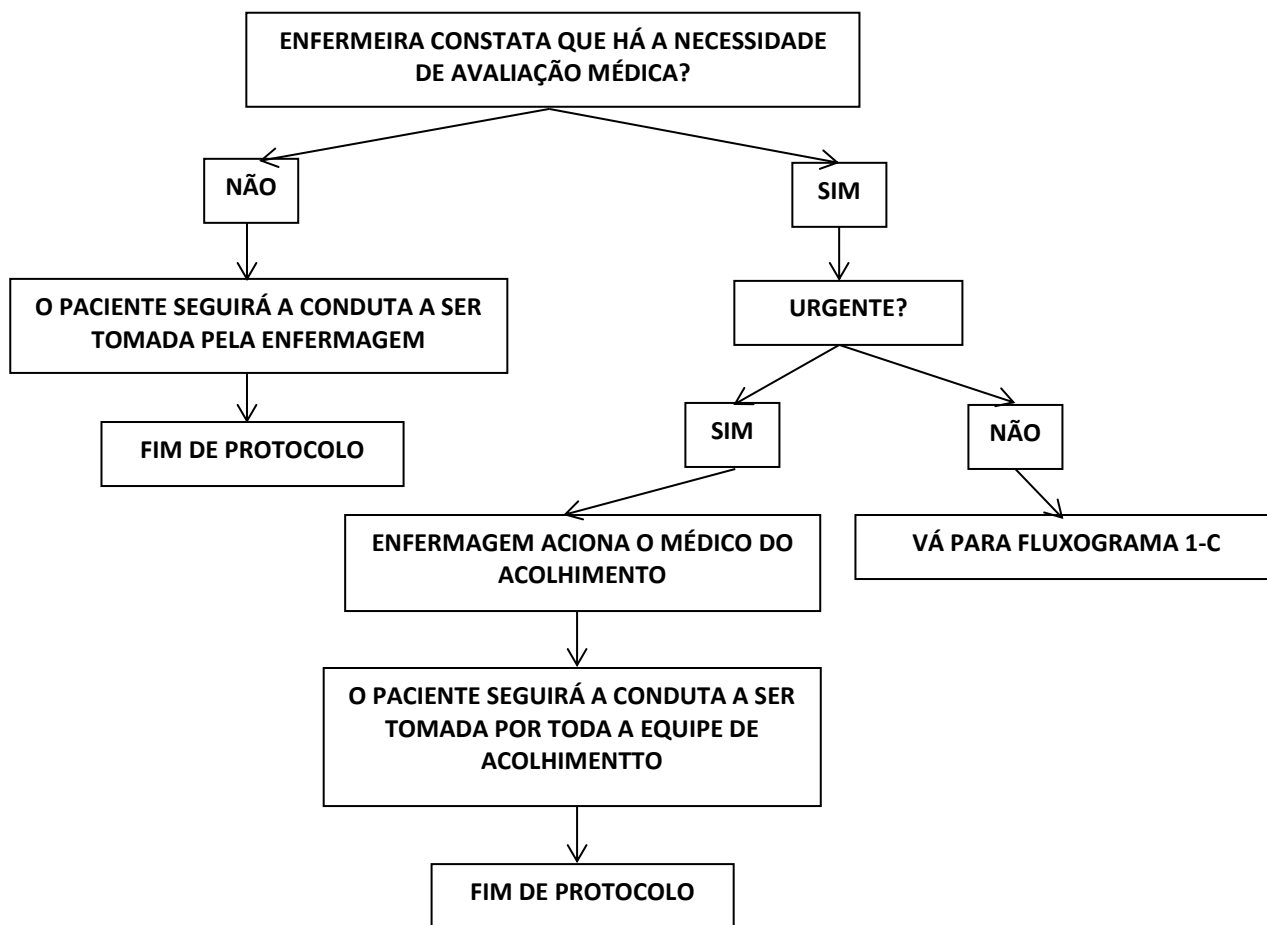 ENFERMEIRA CONSTATA QUE HÁ A NECESSIDADE
DE AVALIAÇÃO MÉDICA?
NÃO
SIM
O PACIENTE SEGUIRÁ A CONDUTA A SER
TOMADA PELA ENFERMAGEM
URGENTE?
FIM DE PROTOCOLO
SIM
NÃO
ENFERMAGEM ACIONA O MÉDICO DO
ACOLHIMENTO
VÁ PARA FLUXOGRAMA 1-C
O PACIENTE SEGUIRÁ A CONDUTA A SER
TOMADA POR TODA A EQUIPE DE
ACOLHIMENTTO
FIM DE PROTOCOLO